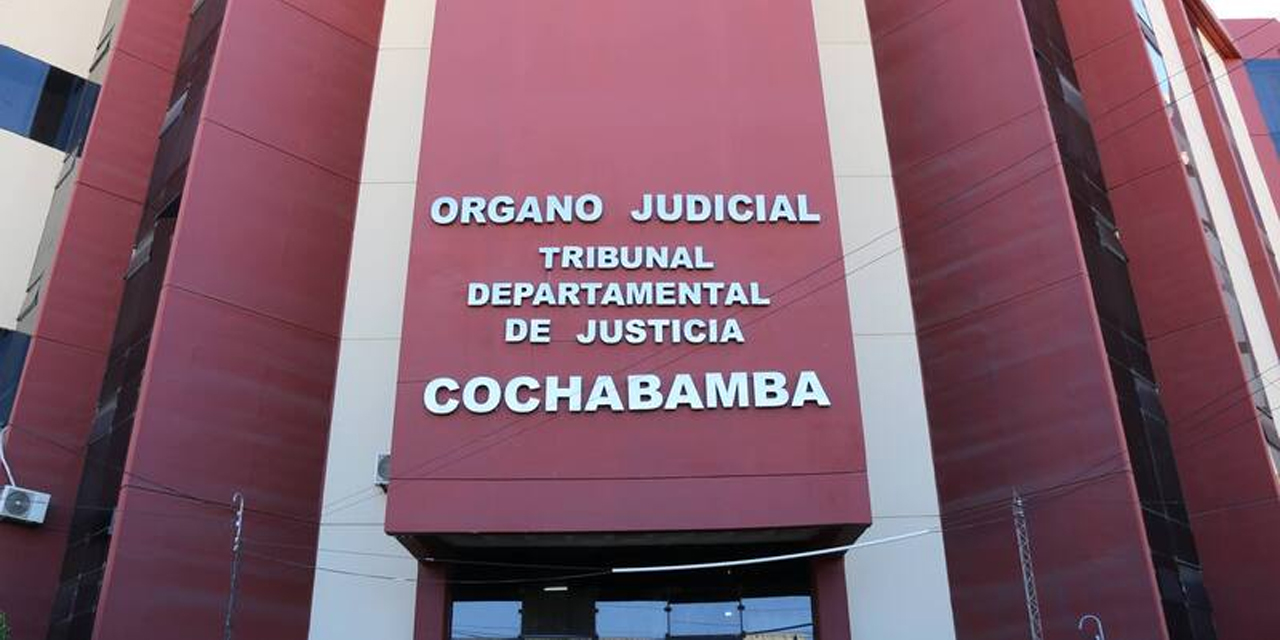 ORGANO JUDICIAL
TRIBUNAL
DEPARTAMENTAL
DE JUSTICIA
COCHABAMBA